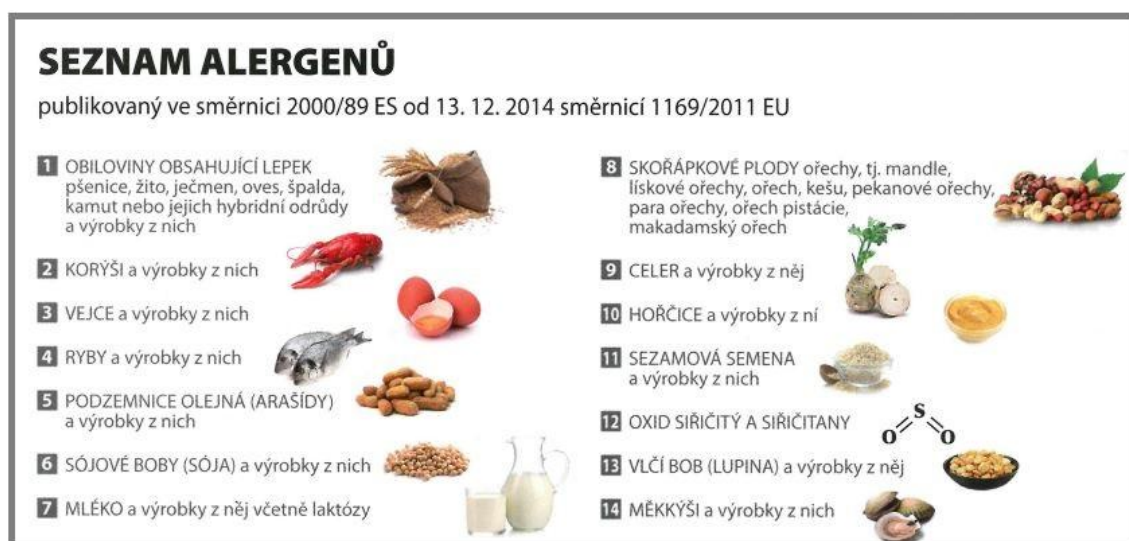 SEZNAM ALERGENŮ
publikovaný ve směrnici 2000/89 ES od 13. 12. 2014 směrnicí 1169/2011 EU
1 OBILOVINY OBSAHUJÍCÍ LEPEK
pšenice, žito, ječmen, oves, špalda,
kamut nebo jejich hybridní odrůdy
a výrobky z nich
2 KORÝŠI a výrobky z nich
3 VEJCE a výrobky z nich
4 RYBY a výrobky z nich
5 PODZEMNICE OLEJNÁ (ARAŠÍDY)
a výrobky z nich
6 SÓJOVÉ BOBY (SÓJA) a výrobky z nich
7 MLÉKO a výrobky z něj včetně laktózy
8 SKOŘÁPKOVÉ PLODY ořechy, tj. mandle,
lískové ořechy, ořech, kešu, pekanové ořechy,
para ořechy, ořech pistácie,
makadamský ořech
9 CELER a výrobky z něj
10 HOŘČICE a výrobky z ní
11 SEZAMOVÁ SEMENA
a výrobky z nich
12 OXID SIŘIČITÝ A SIŘIČITANY
S
O O
13 VLČÍ BOB (LUPINA) a výrobky z něj
14 MĚKKÝŠI a výrobky z nich